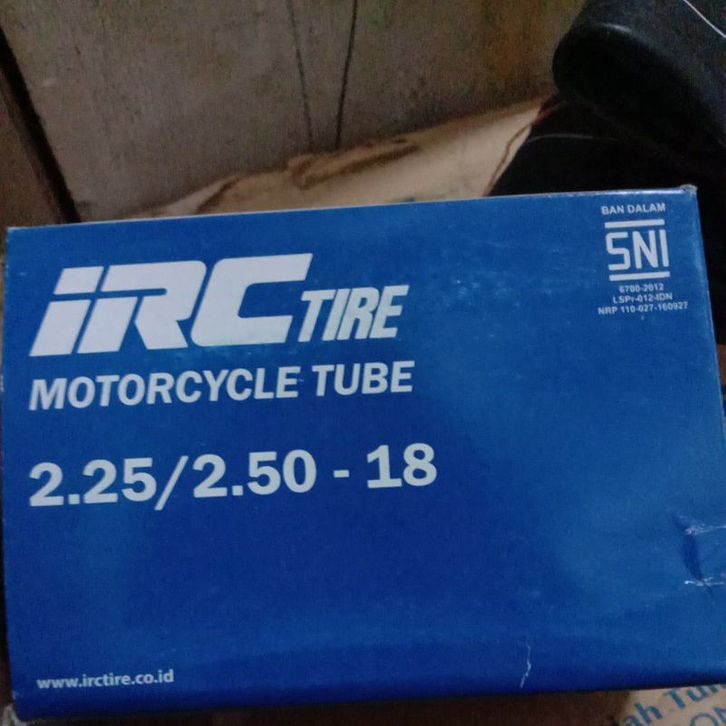 BAN DALAM
SNI
6700-2012
LSPr-012-IDN
NRP 110-027-160927
iRC TIRE
MOTORCYCLE TUBE
2.25/2.50 - 18
www.irctire.co.id